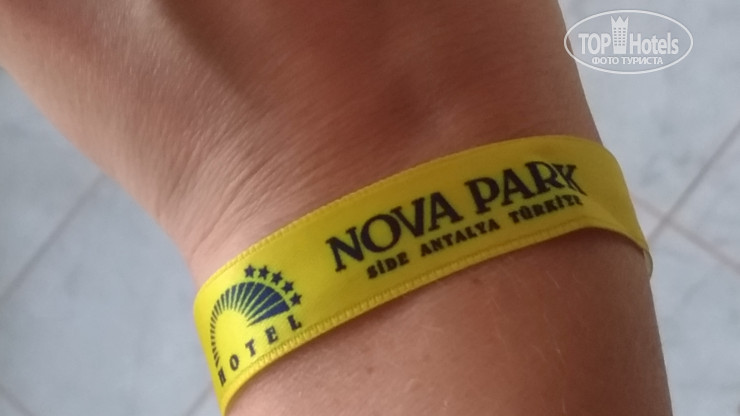 TOP Hotels
ФОТО ТУРИСТА
NOVA PARK
SİDE ANTALYA TÜRKİYE
HOTEL